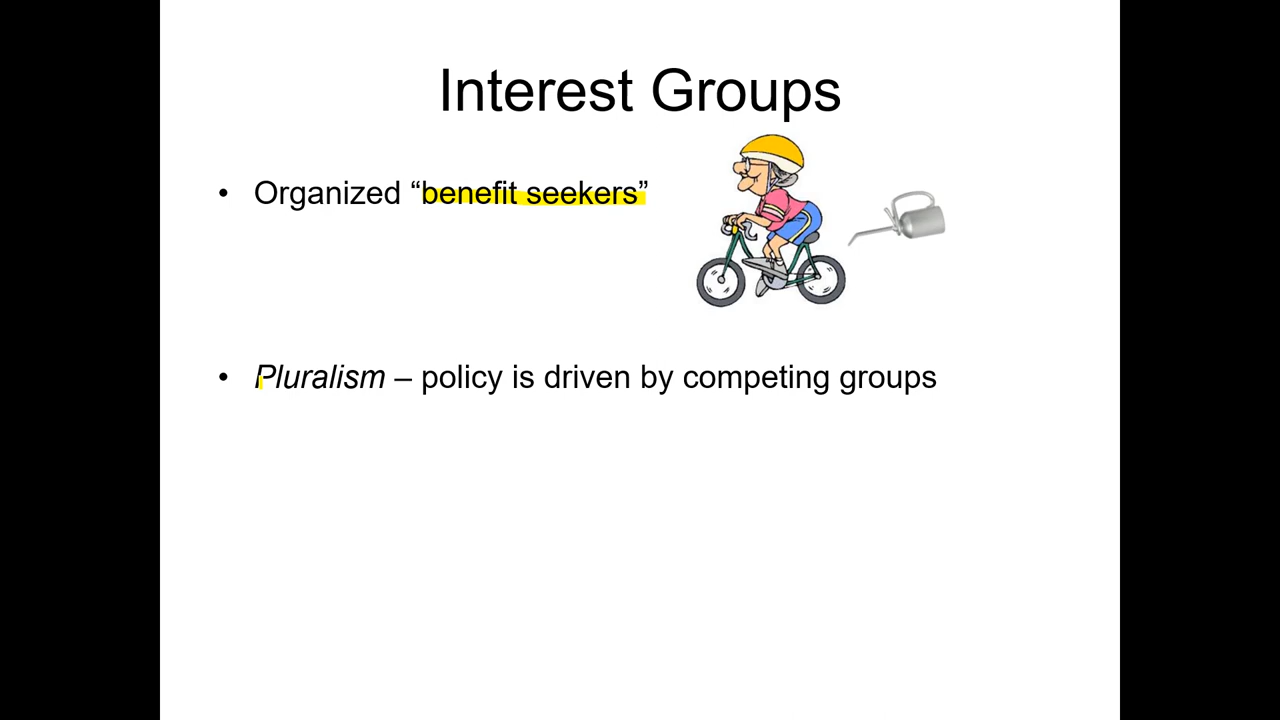 Interest Groups
• Organized “benefit seekers”
• Pluralism – policy is driven by competing groups